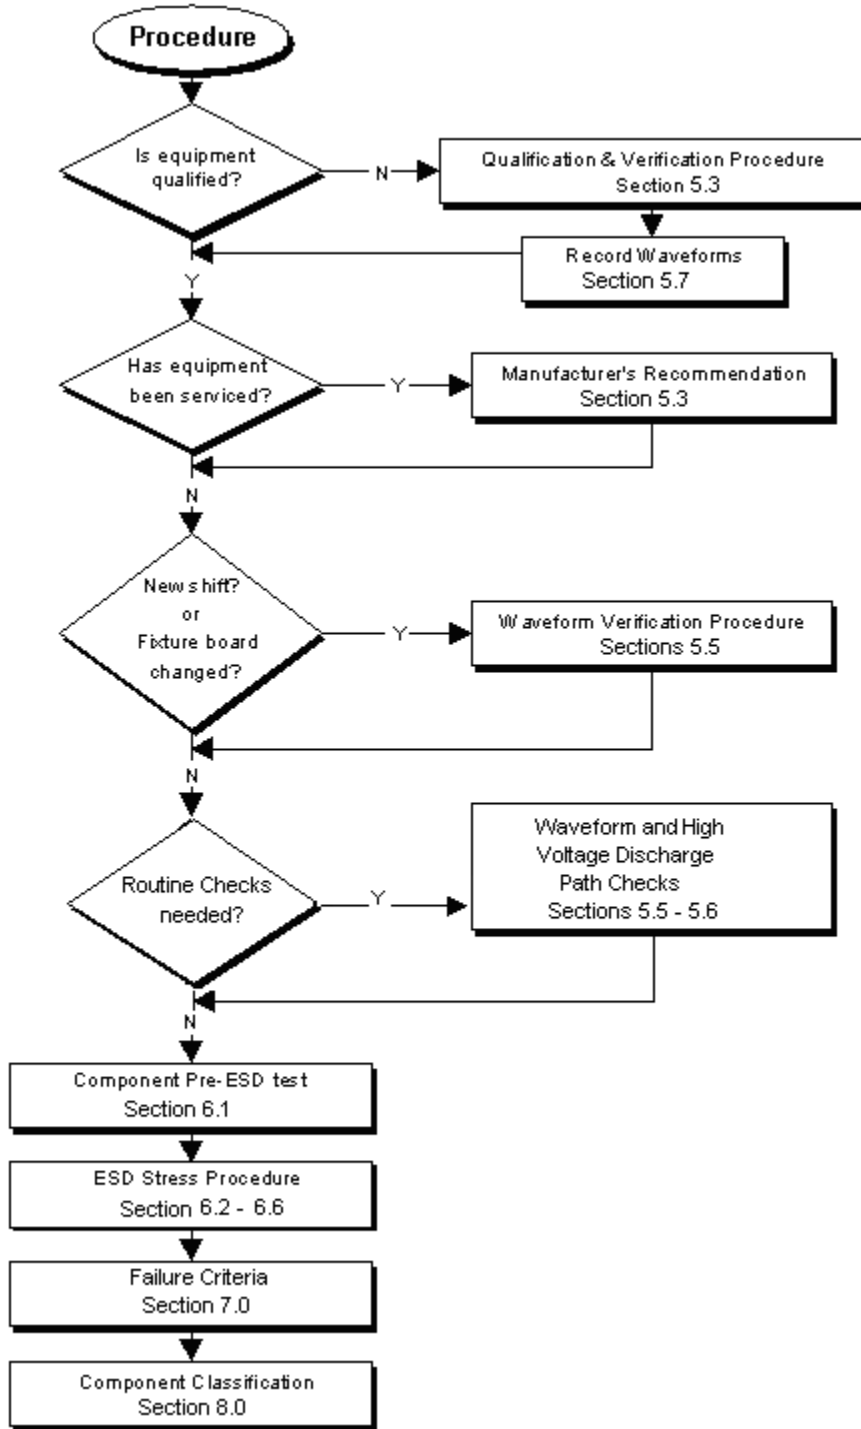 Procedure
Is equipment
qualified?
N
Qualification & Verification Procedure
Section 5.3
Record Waveforms
Section 5.7
Y
Has equipment
been serviced?
Y
Manufacturer's Recommendation
Section 5.3
N
New shift?
or
Fixture board
changed?
Y
Waveform Verification Procedure
Sections 5.5
N
Routine Checks
needed?
Y
Waveform and High
Voltage Discharge
Path Checks
Sections 5.5 - 5.6
N
Component Pre-ESD test
Section 6.1
ESD Stress Procedure
Section 6.2 - 6.6
Failure Criteria
Section 7.0
Component Classification
Section 8.0